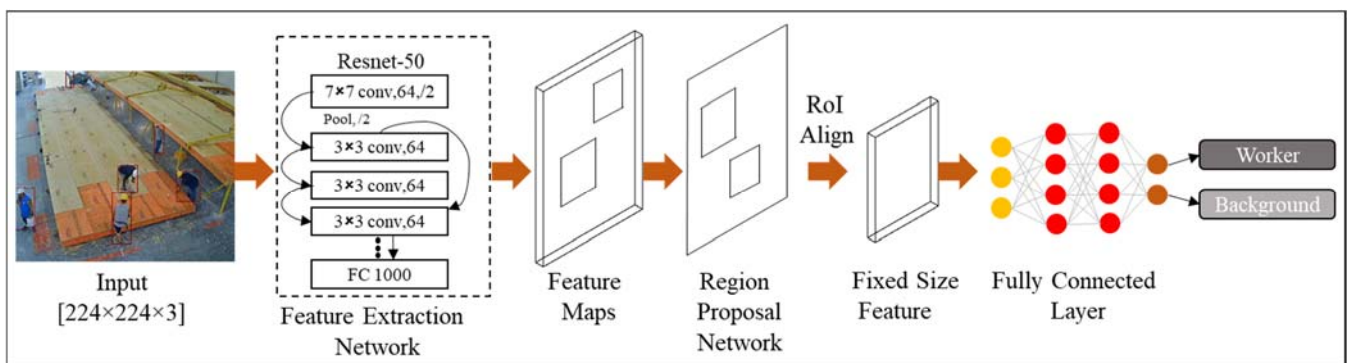 Resnet-50
7×7 conv,64,/2
Pool, /2
3×3 conv,64
3×3 conv,64
3×3 conv,64
FC 1000
Input
[224×224×3]
Feature Extraction
Network
Feature
Maps
Region
Proposal
Network
RoI
Align
Fixed Size
Feature
Fully Connected
Layer
Worker
Background